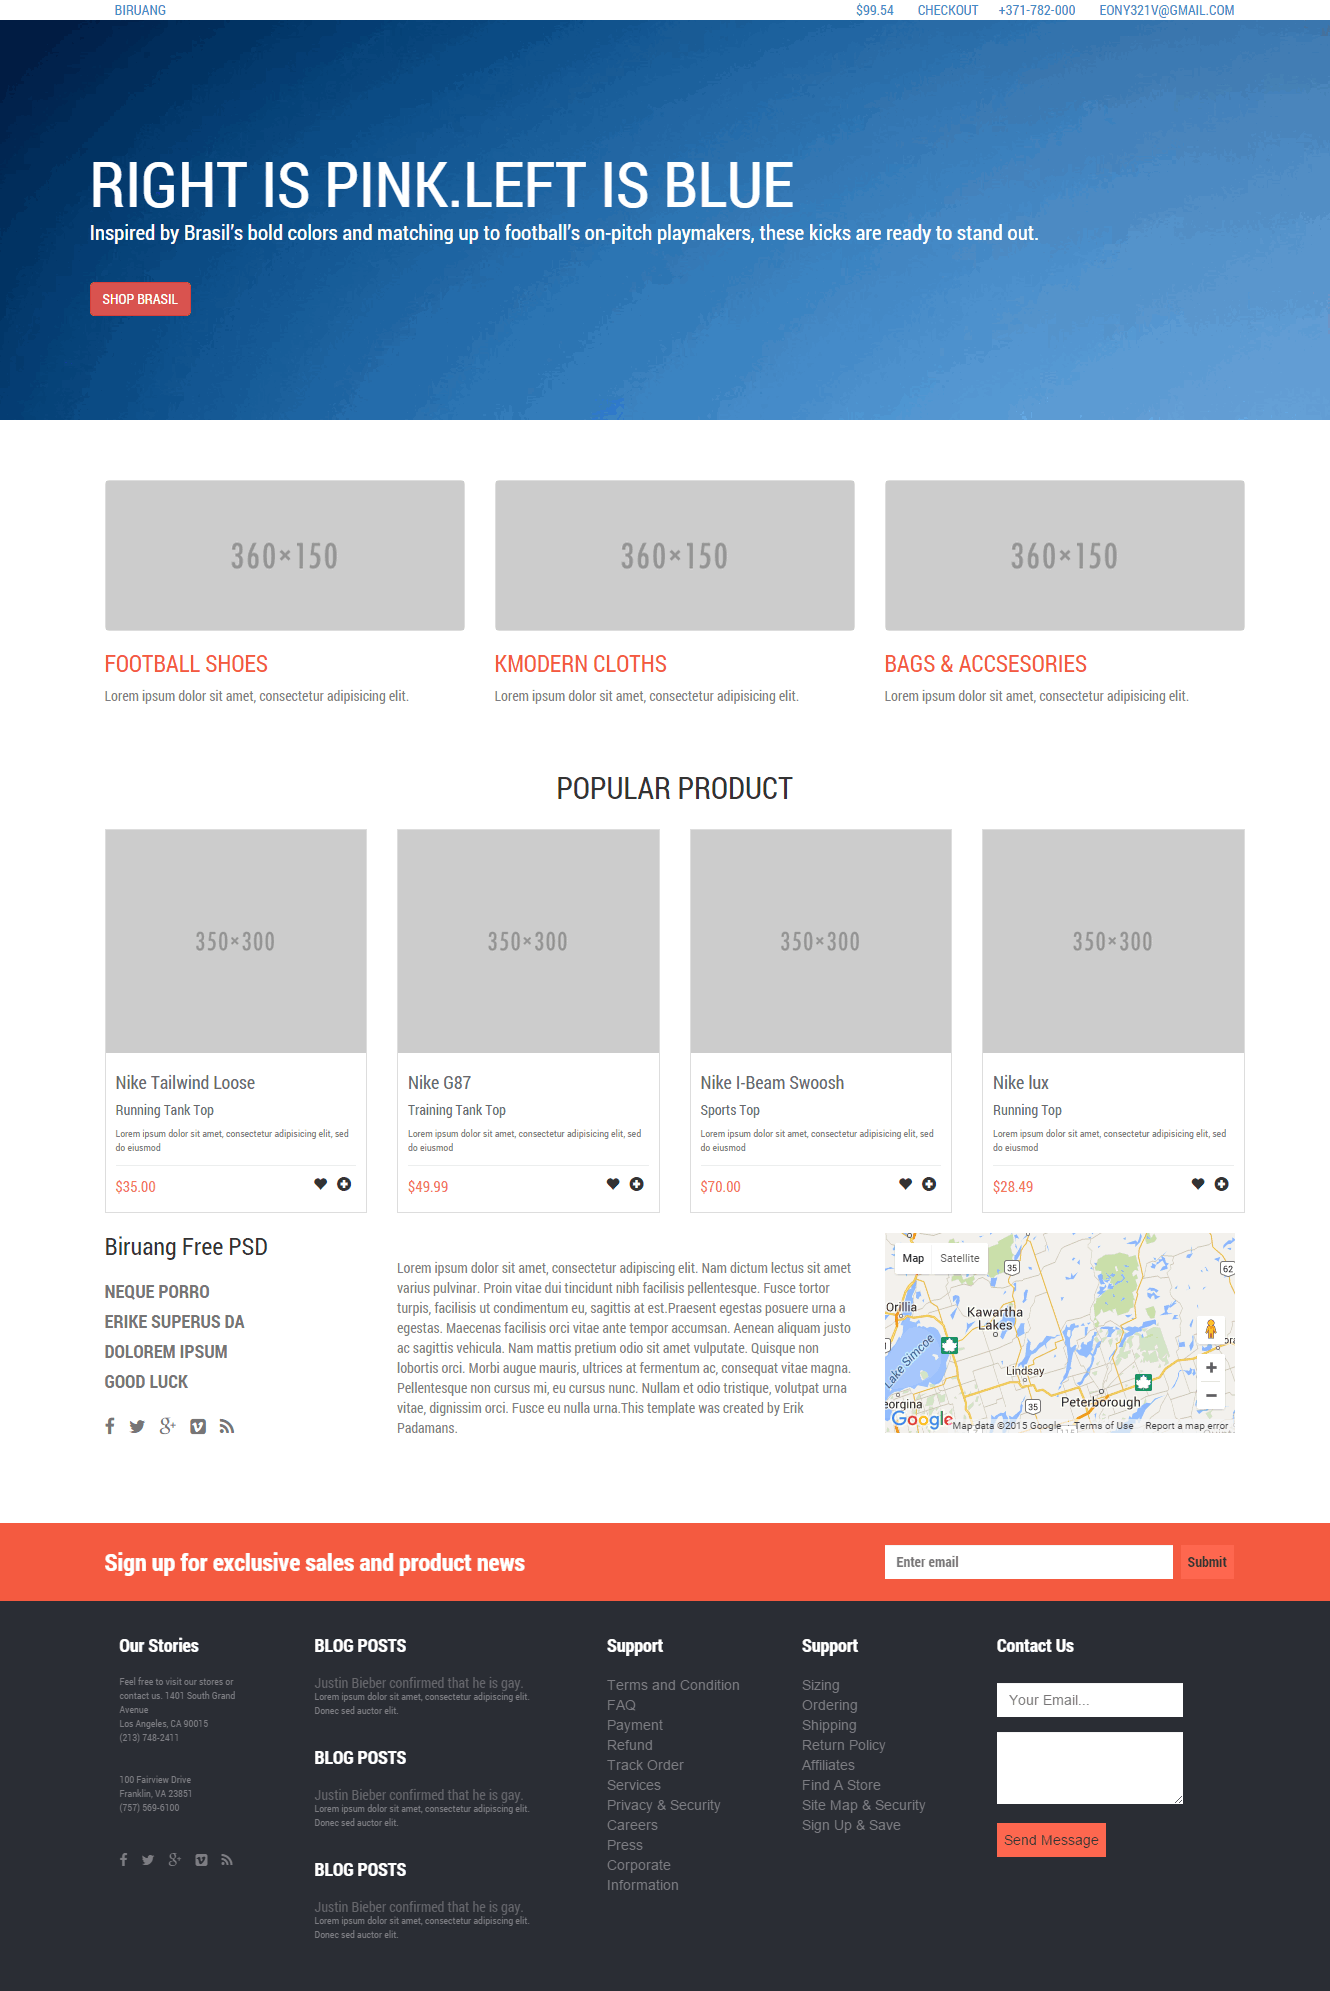 BIRUANG
$99.54 CHECKOUT +371-782-000 EONY321V@GMAIL.COM
RIGHT IS PINK.LEFT IS BLUE
Inspired by Brasil's bold colors and matching up to football's on-pitch playmakers, these kicks are ready to stand out.
SHOP BRASIL
360×150
360×150
360×150
FOOTBALL SHOES
Lorem ipsum dolor sit amet, consectetur adipisicing elit.
KMODERN CLOTHS
Lorem ipsum dolor sit amet, consectetur adipisicing elit.
BAGS & ACCSESORIES
Lorem ipsum dolor sit amet, consectetur adipisicing elit.
POPULAR PRODUCT
350×300
350×300
350×300
350×300
Nike Tailwind Loose
Running Tank Top
Lorem ipsum dolor sit amet, consectetur adipisicing elit, sed
do eiusmod
$35.00
Nike G87
Training Tank Top
Lorem ipsum dolor sit amet, consectetur adipisicing elit, sed
do eiusmod
$49.99
Nike I-Beam Swoosh
Sports Top
Lorem ipsum dolor sit amet, consectetur adipisicing elit, sed
do eiusmod
$70.00
Nike lux
Running Top
Lorem ipsum dolor sit amet, consectetur adipisicing elit, sed
do eiusmod
$28.49
Biruang Free PSD
NEQUE PORRO
ERIKE SUPERUS DA
DOLOREM IPSUM
GOOD LUCK
Lorem ipsum dolor sit amet, consectetur adipiscing elit. Nam dictum lectus sit amet
varius pulvinar. Proin vitae dui tincidunt nibh facilisis pellentesque. Fusce tortor
turpis, facilisis ut condimentum eu, sagittis at est.Praesent egestas posuere urna a
egestas. Maecenas facilisis orci vitae ante tempor accumsan. Aenean aliquam justo
ac sagittis vehicula. Nam mattis pretium odio sit amet vulputate. Quisque non
lobortis orci. Morbi augue mauris, ultrices at fermentum ac, consequat vitae magna.
Pellentesque non cursus mi, eu cursus nunc. Nullam et odio tristique, volutpat urna
vitae, dignissim orci. Fusce eu nulla urna.This template was created by Erik
Padamans.
Map Satellite
35
62
Orillia
Kawartha
Lakes
Lake Simcoe
Lindsay
35
Peterborough
eorgina
Google
Map data ©2015 Google Terms of Use Report a map error
Sign up for exclusive sales and product news
Enter email
Submit
Our Stories
Feel free to visit our stores or
contact us. 1401 South Grand
Avenue
Los Angeles, CA 90015
(213) 748-2411
100 Fairview Drive
Franklin, VA 23851
(757) 569-6100
BLOG POSTS
Justin Bieber confirmed that he is gay.
Lorem ipsum dolor sit amet, consectetur adipiscing elit.
Donec sed auctor elit.
BLOG POSTS
Justin Bieber confirmed that he is gay.
Lorem ipsum dolor sit amet, consectetur adipiscing elit.
Donec sed auctor elit.
BLOG POSTS
Justin Bieber confirmed that he is gay.
Lorem ipsum dolor sit amet, consectetur adipiscing elit.
Donec sed auctor elit.
Support
Terms and Condition
FAQ
Payment
Refund
Track Order
Services
Privacy & Security
Careers
Press
Corporate
Information
Support
Sizing
Ordering
Shipping
Return Policy
Affiliates
Find A Store
Site Map & Security
Sign Up & Save
Contact Us
Your Email...
Send Message